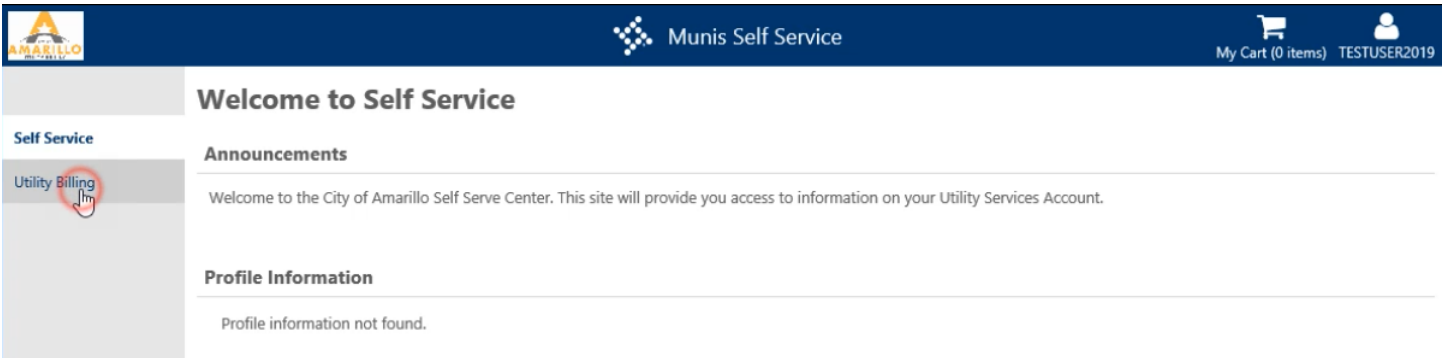 AMARILLO
Munis Self Service
My Cart (0 items)
TESTUSER2019
Welcome to Self Service
Self Service
Utility Billing
Announcements
Welcome to the City of Amarillo Self Serve Center. This site will provide you access to information on your Utility Services Account.
Profile Information
Profile information not found.